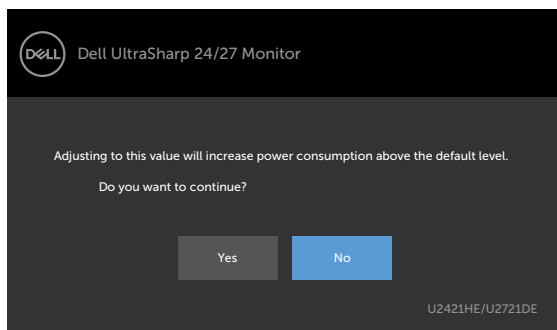 DELL
Dell UltraSharp 24/27 Monitor
Adjusting to this value will increase power consumption above the default level.
Do you want to continue?
Yes
No
U2421HE/U2721DE